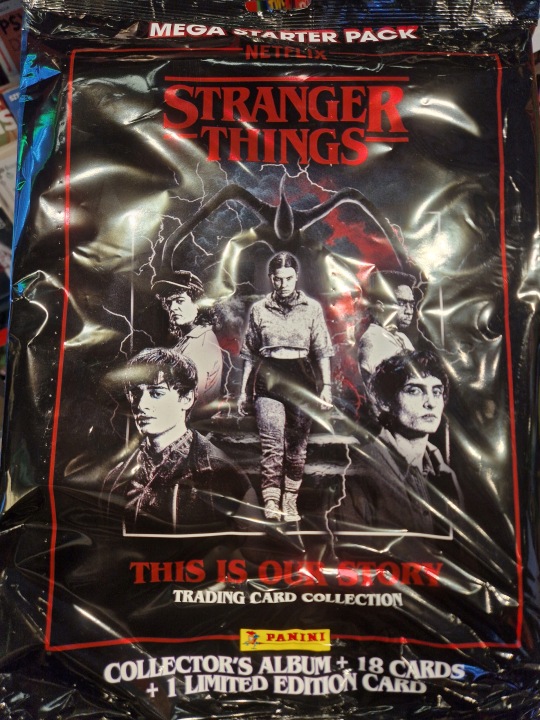 MEGA STARTER PACK
NETFLIX
STRANGER
THINGS
THIS IS OUR STORY
TRADING CARD COLLECTION
PANINI
COLLECTOR'S ALBUM + 18 CARDS
+ 1 LIMITED EDITION CARD